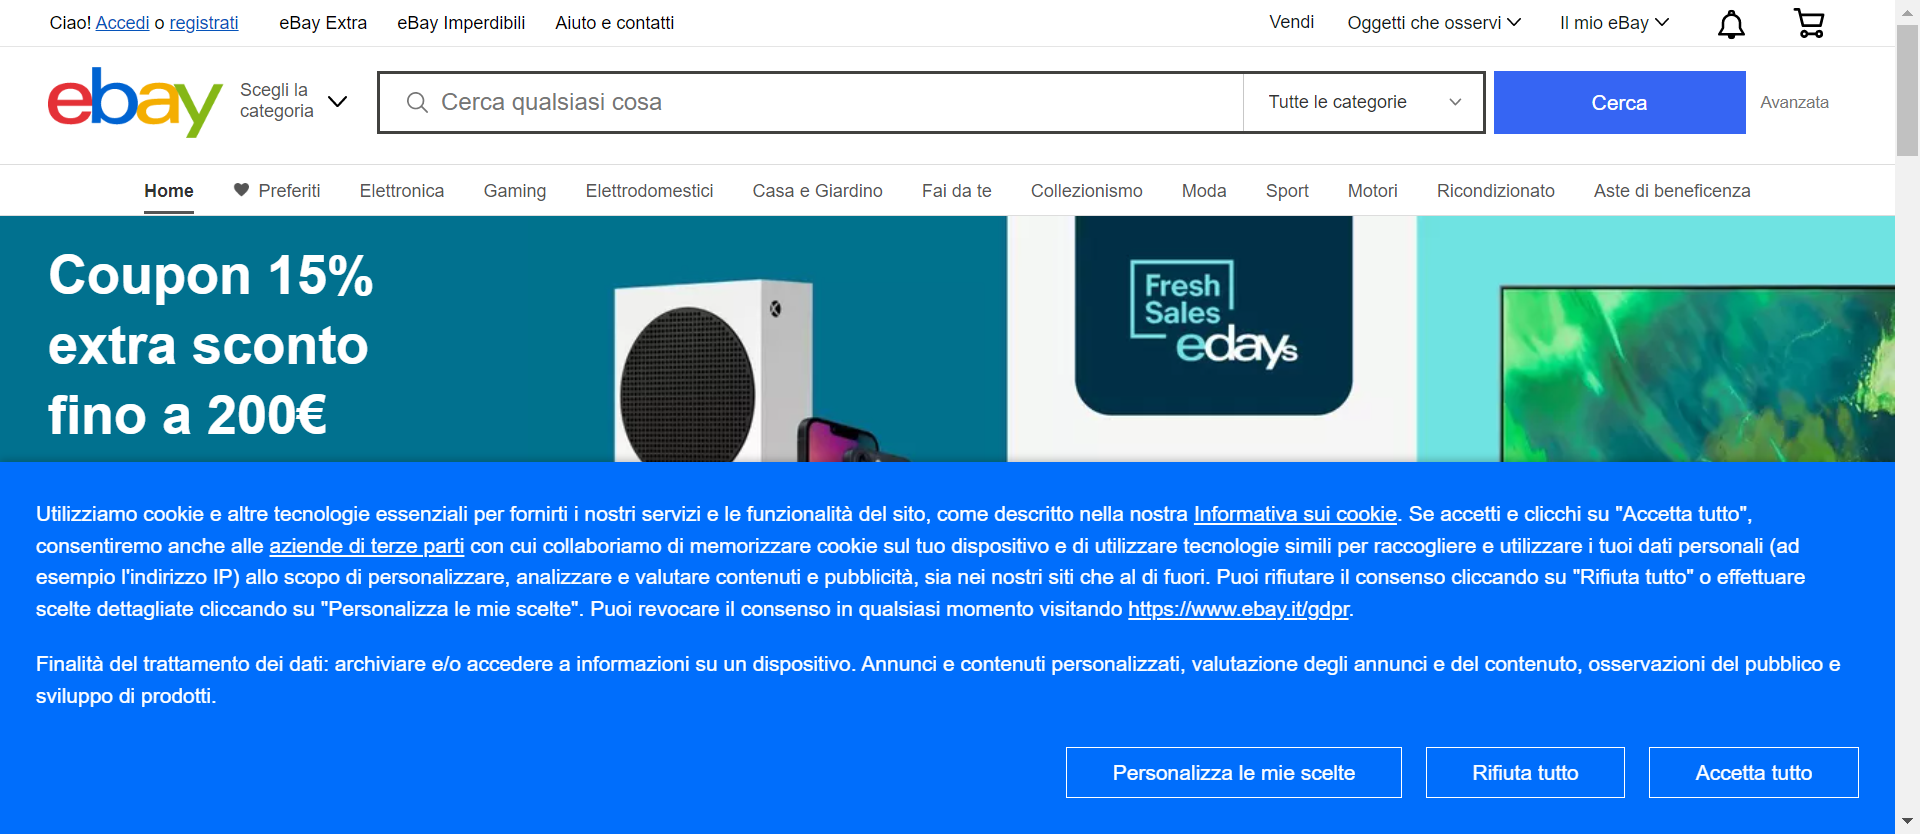 Ciao! Accedi o registrati eBay Extra eBay Imperdibili Aiuto e contatti Vendi Oggetti che osservi Il mio eBay
ebay
Scegli la
categoria
Cerca qualsiasi cosa
Tutte le categorie
Cerca
Avanzata
Home Preferiti Elettronica Gaming Elettrodomestici Casa e Giardino Fai da te Collezionismo Moda Sport Motori Ricondizionato Aste di beneficenza
Coupon 15%
extra sconto
fino a 200€
Fresh
Sales
edays
Utilizziamo cookie e altre tecnologie essenziali per fornirti i nostri servizi e le funzionalità del sito, come descritto nella nostra Informativa sui cookie. Se accetti e clicchi su "Accetta tutto",
consentiremo anche alle aziende di terze parti con cui collaboriamo di memorizzare cookie sul tuo dispositivo e di utilizzare tecnologie simili per raccogliere e utilizzare i tuoi dati personali (ad
esempio l'indirizzo IP) allo scopo di personalizzare, analizzare e valutare contenuti e pubblicità, sia nei nostri siti che al di fuori. Puoi rifiutare il consenso cliccando su "Rifiuta tutto" o effettuare
scelte dettagliate cliccando su "Personalizza le mie scelte". Puoi revocare il consenso in qualsiasi momento visitando https://www.ebay.it/gdpr.
Finalità del trattamento dei dati: archiviare e/o accedere a informazioni su un dispositivo. Annunci e contenuti personalizzati, valutazione degli annunci e del contenuto, osservazioni del pubblico e
sviluppo di prodotti.
Personalizza le mie scelte Rifiuta tutto Accetta tutto